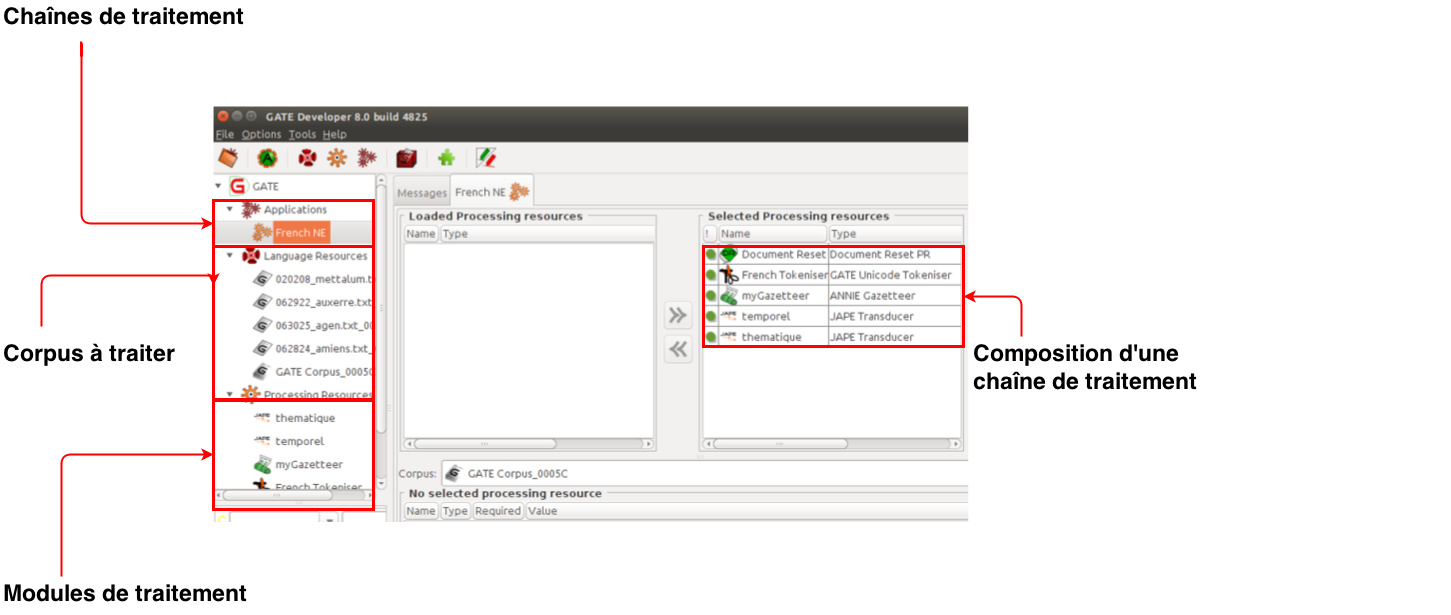 Chaînes de traitement
GATE Developer 8.0 build 4825
File Options Tools Help
GATE
Applications
French NE
Language Resources
020208_mettalum.t
062922_auxerre.txt
063025_agen.txt_00
062824_amiens.txt_
GATE Corpus_0005C
Processing Resources
thematique
temporel
myGazetteer
French Tokeniser
Messages French NE
Loaded Processing resources
Name Type
Selected Processing resources
! Name Type
Document Reset Document Reset PR
French Tokeniser GATE Unicode Tokeniser
myGazetteer ANNIE Gazetteer
temporel JAPE Transducer
thematique JAPE Transducer
Corpus: GATE Corpus_0005C
No selected processing resource
Name Type Required Value
Corpus à traiter
Composition d'une
chaîne de traitement
Modules de traitement